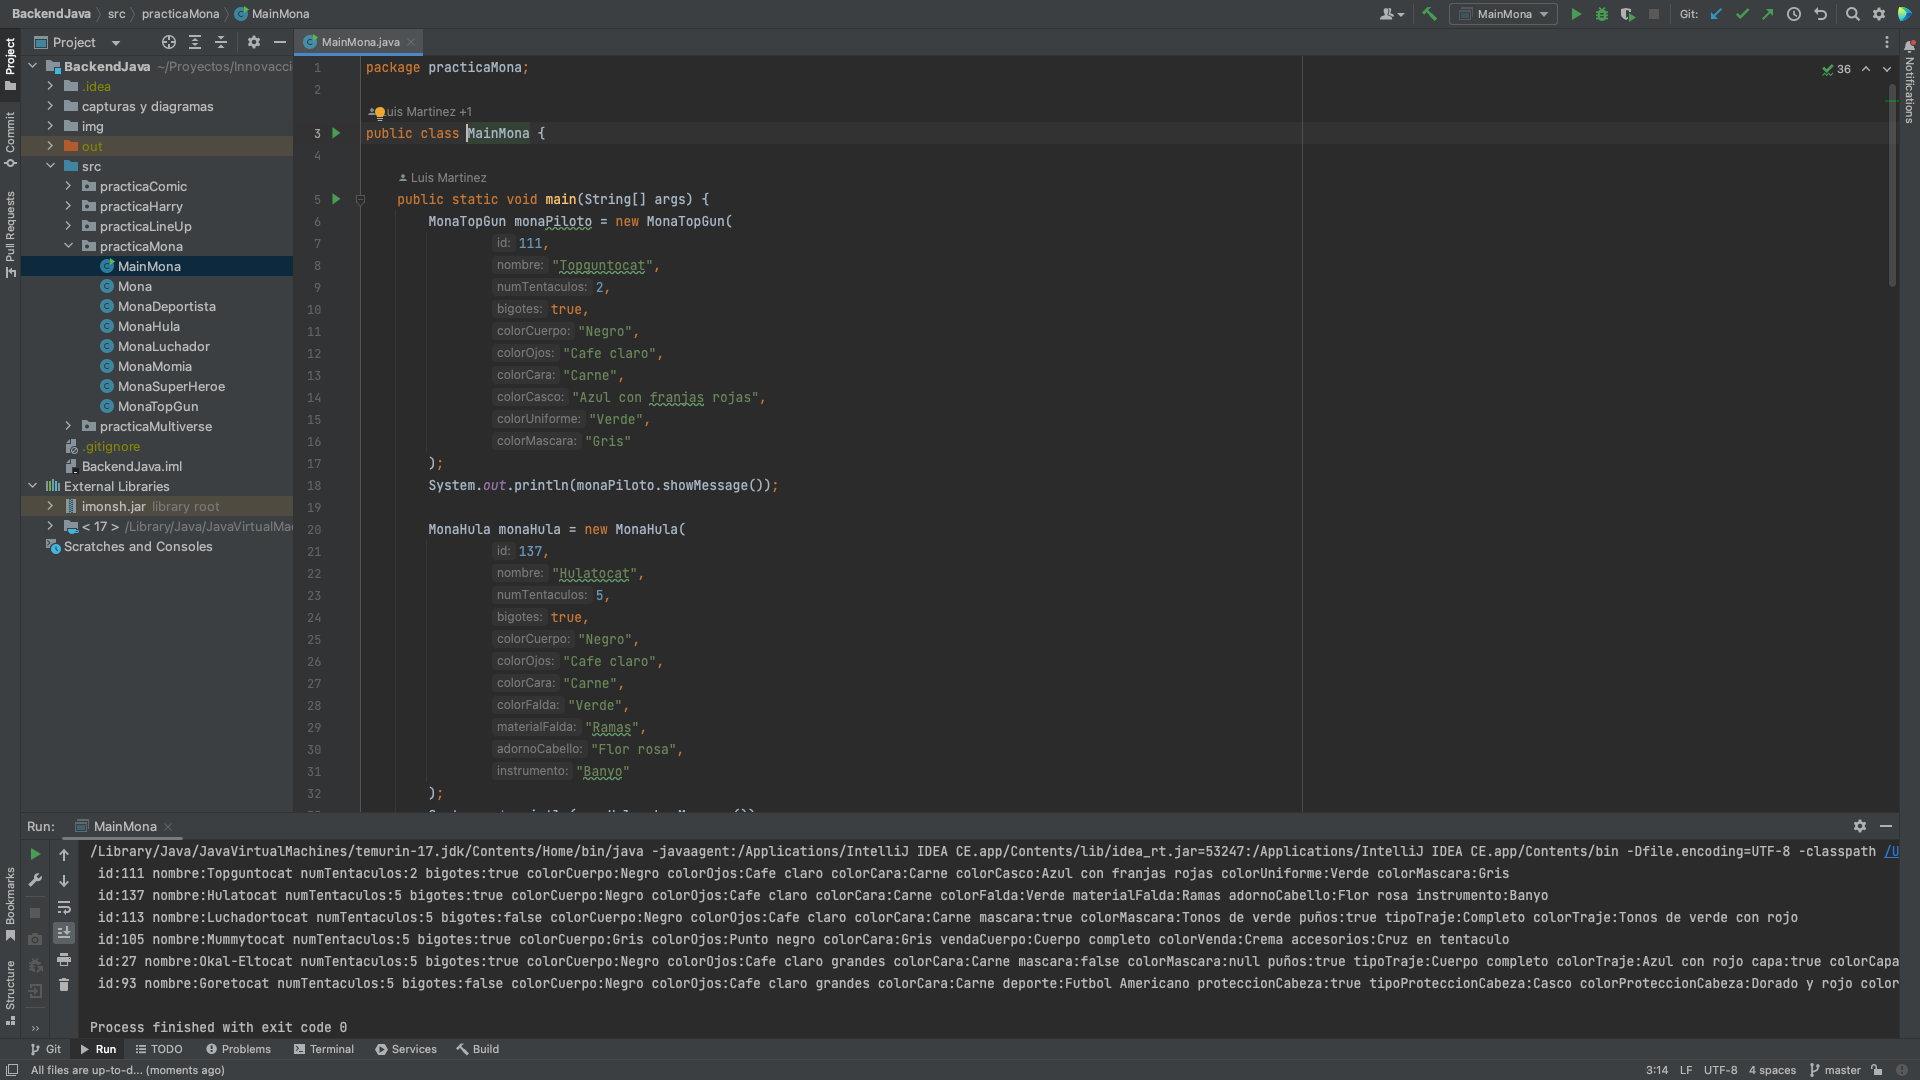 BackendJava src practicaMona MainMona
MainMona
Git:
Project
MainMona.java
BackendJava ~/Proyectos/Innovacci
.idea
capturas y diagramas
img
out
src
practicaComic
practicaHarry
practicaLineUp
practicaMona
MainMona
Mona
MonaDeportista
MonaHula
MonaLuchador
MonaMomia
MonaSuperHeroe
MonaTopGun
practicaMultiverse
.gitignore
BackendJava.iml
External Libraries
imonsh.jar library root
< 17 > /Library/Java/JavaVirtualMa
Scratches and Consoles
Project
Commit
Pull Requests
Bookmarks
Structure
Notifications
36
1 package practicaMona;
2
uis Martinez +1
3 public class MainMona {
4
Luis Martinez
5 public static void main(String[] args) {
6 MonaTopGun monaPiloto = new MonaTopGun(
7 id: 111,
8 nombre: "Topguntocat",
9 numTentaculos: 2,
10 bigotes: true,
11 colorCuerpo: "Negro",
12 colorOjos: "Cafe claro",
13 colorCara: "Carne",
14 colorCasco: "Azul con franjas rojas",
15 colorUniforme: "Verde",
16 colorMascara: "Gris"
17 );
18 System.out.println(monaPiloto.showMessage());
19
20 MonaHula monaHula = new MonaHula(
21 id: 137,
22 nombre: "Hulatocat",
23 numTentaculos: 5,
24 bigotes: true,
25 colorCuerpo: "Negro",
26 colorOjos: "Cafe claro",
27 colorCara: "Carne",
28 colorFalda: "Verde",
29 materialFalda: "Ramas",
30 adornoCabello: "Flor rosa",
31 instrumento: "Banyo"
32 );
Run: MainMona
/Library/Java/JavaVirtualMachines/temurin-17.jdk/Contents/Home/bin/java -javaagent:/Applications/IntelliJ IDEA CE.app/Contents/lib/idea_rt.jar=53247:/Applications/IntelliJ IDEA CE.app/Contents/bin -Dfile.encoding=UTF-8 -classpath /U
id:111 nombre:Topguntocat numTentaculos:2 bigotes:true colorCuerpo:Negro colorOjos:Cafe claro colorCara:Carne colorCasco:Azul con franjas rojas colorUniforme:Verde colorMascara:Gris
id:137 nombre:Hulatocat numTentaculos:5 bigotes:true colorCuerpo:Negro colorOjos:Cafe claro colorCara:Carne colorFalda:Verde materialFalda:Ramas adornoCabello:Flor rosa instrumento:Banyo
id:113 nombre:Luchadortocat numTentaculos:5 bigotes:false colorCuerpo:Negro colorOjos:Cafe claro colorCara:Carne mascara:true colorMascara:Tonos de verde puños:true tipoTraje:Completo colorTraje:Tonos de verde con rojo
id:105 nombre:Mummytocat numTentaculos:5 bigotes:true colorCuerpo:Gris colorOjos:Punto negro colorCara:Gris vendaCuerpo:Cuerpo completo colorVenda:Crema accesorios:Cruz en tentaculo
id:27 nombre:Okal-Eltocat numTentaculos:5 bigotes:true colorCuerpo:Negro colorOjos:Cafe claro grandes colorCara:Carne mascara:false colorMascara:null puños:true tipoTraje:Cuerpo completo colorTraje:Azul con rojo capa:true colorCapa
id:93 nombre:Goretocat numTentaculos:5 bigotes:false colorCuerpo:Negro colorOjos:Cafe claro grandes colorCara:Carne deporte:Futbol Americano proteccionCabeza:true tipoProteccionCabeza:Casco colorProteccionCabeza:Dorado y rojo color
Process finished with exit code 0
Git Run TODO Problems Terminal Services Build
All files are up-to-d... (moments ago)
3:14 LF UTF-8 4 spaces master